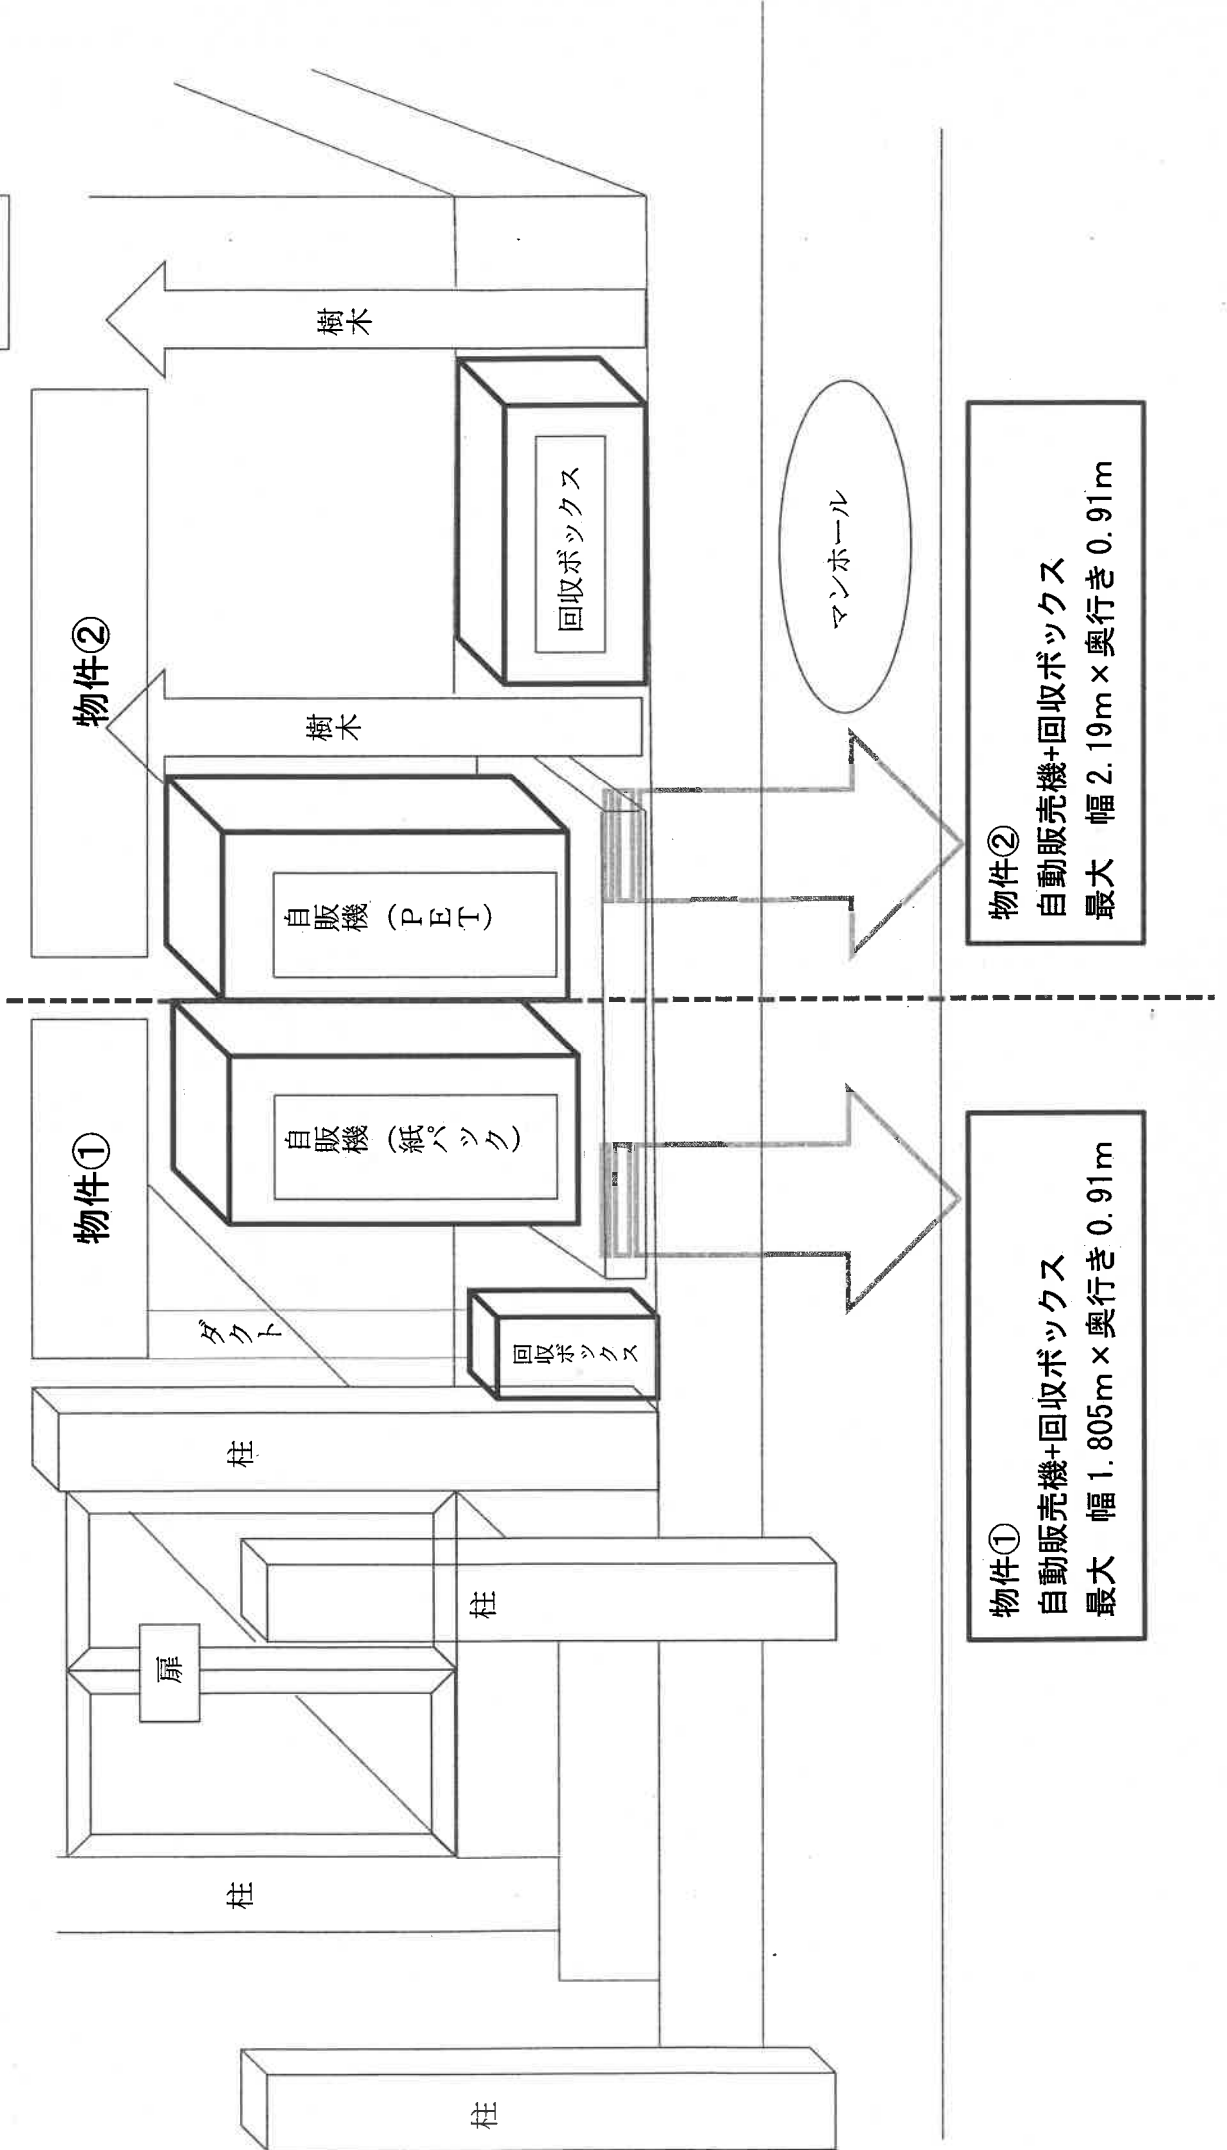 物件①
物件②
柱
扉
柱
柱
柱
ダクト
回収ボックス
自販機
（紙パック）
自販機
（PET）
樹木
回収ボックス
樹木
マンホール
物件①
自動販売機+回収ボックス
最大　幅1.805m×奥行き0.91m
物件②
自動販売機+回収ボックス
最大　幅2.19m×奥行き0.91m